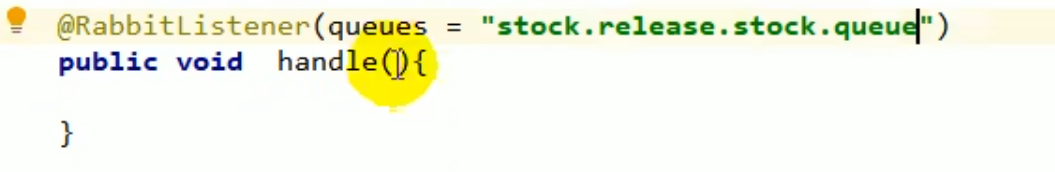 @RabbitListener(queues = "stock.release.stock.queue")
public void  handle(){
}